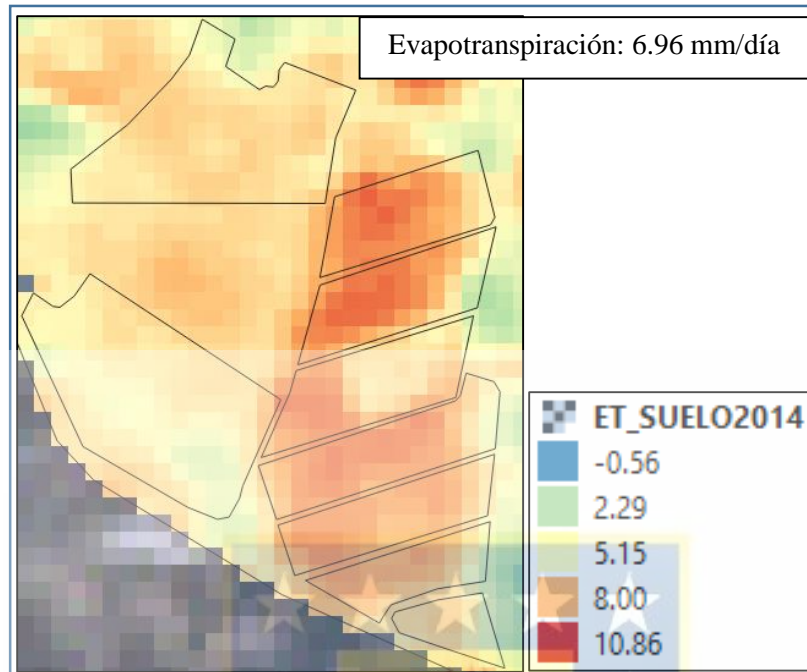 Evapotranspiración: 6.96 mm/día
ET_SUELO2014
-0.56
2.29
5.15
8.00
10.86